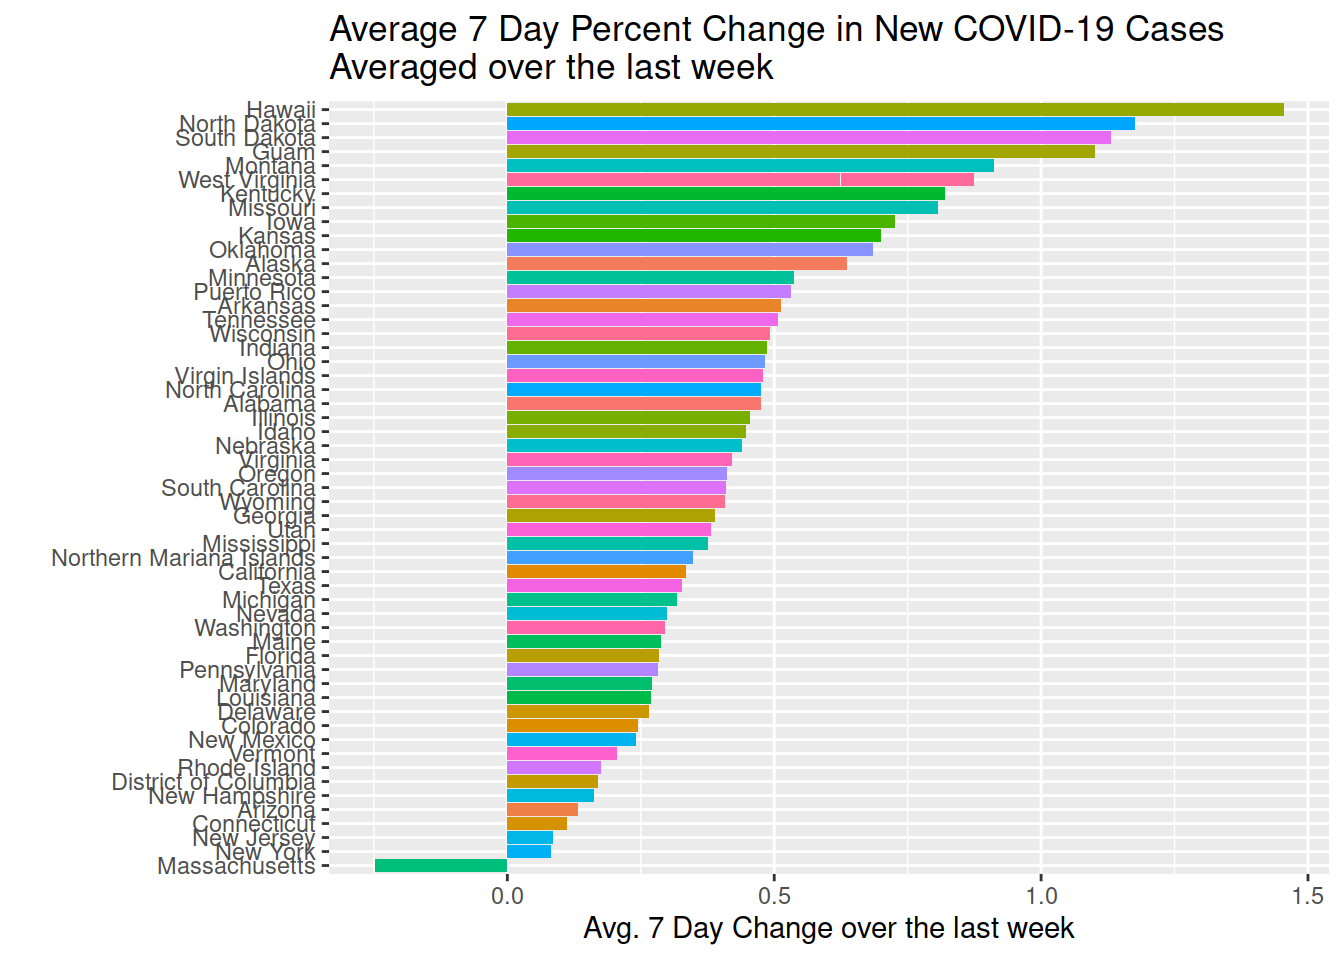 Average 7 Day Percent Change in New COVID-19 Cases
Averaged over the last week
Hawaii
North Dakota
South Dakota
Guam
Montana
West Virginia
Kentucky
Missouri
Iowa
Kansas
Oklahoma
Alaska
Minnesota
Puerto Rico
Arkansas
Tennessee
Wisconsin
Indiana
Ohio
Virgin Islands
North Carolina
Alabama
Illinois
Idaho
Nebraska
Virginia
Oregon
South Carolina
Wyoming
Georgia
Utah
Mississippi
Northern Mariana Islands
California
Texas
Michigan
Nevada
Washington
Maine
Florida
Pennsylvania
Maryland
Louisiana
Delaware
Colorado
New Mexico
Vermont
Rhode Island
District of Columbia
New Hampshire
Arizona
Connecticut
New Jersey
New York
Massachusetts
0.0 0.5 1.0 1.5
Avg. 7 Day Change over the last week